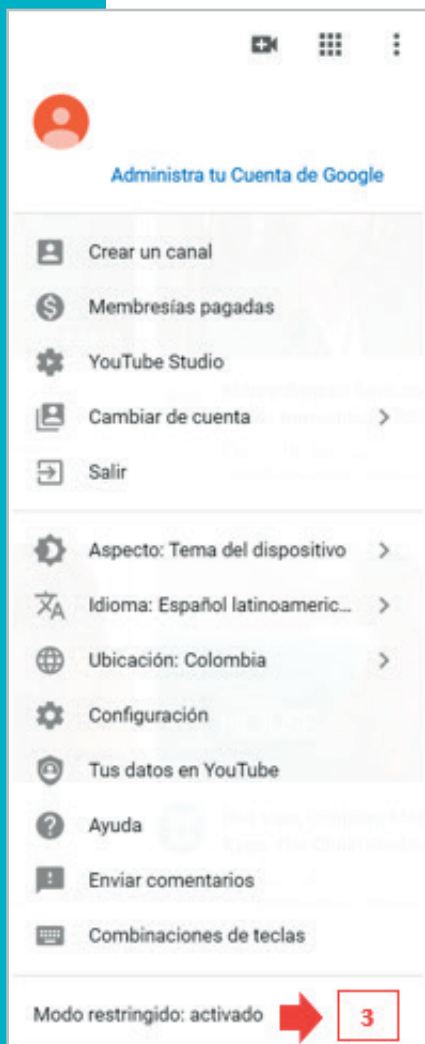 Administra tu Cuenta de Google
Crear un canal
Membresías pagadas
YouTube Studio
Cambiar de cuenta
Salir
Aspecto: Tema del dispositivo
Idioma: Español latinoameric...
Ubicación: Colombia
Configuración
Tus datos en YouTube
Ayuda
Enviar comentarios
Combinaciones de teclas
Modo restringido: activado 3